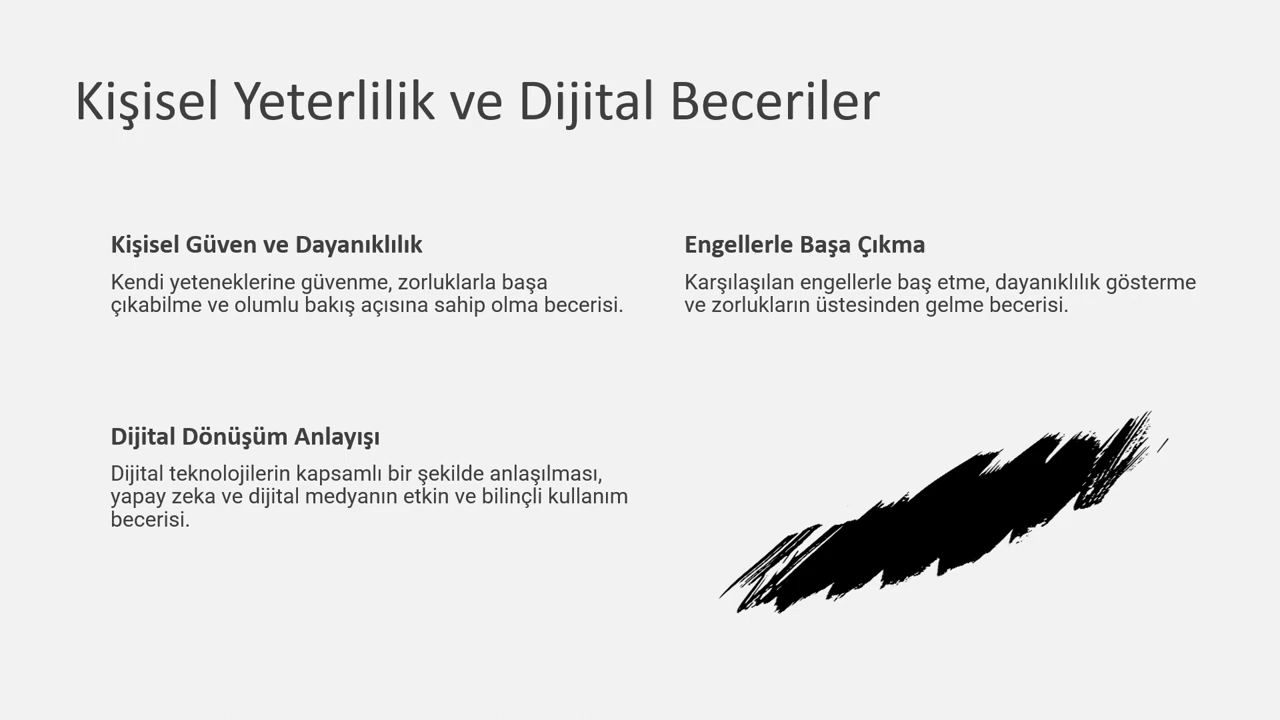 Kişisel Yeterlilik ve Dijital Beceriler
Kişisel Güven ve Dayanıklılık
Kendi yeteneklerine güvenme, zorluklarla başa
çıkabilme ve olumlu bakış açısına sahip olma becerisi.
Engellerle Başa Çıkma
Karşılaşılan engellerle baş etme, dayanıklılık gösterme
ve zorlukların üstesinden gelme becerisi.
Dijital Dönüşüm Anlayışı
Dijital teknolojilerin kapsamlı bir şekilde anlaşılması,
yapay zeka ve dijital medyanın etkin ve bilinçli kullanım
becerisi.